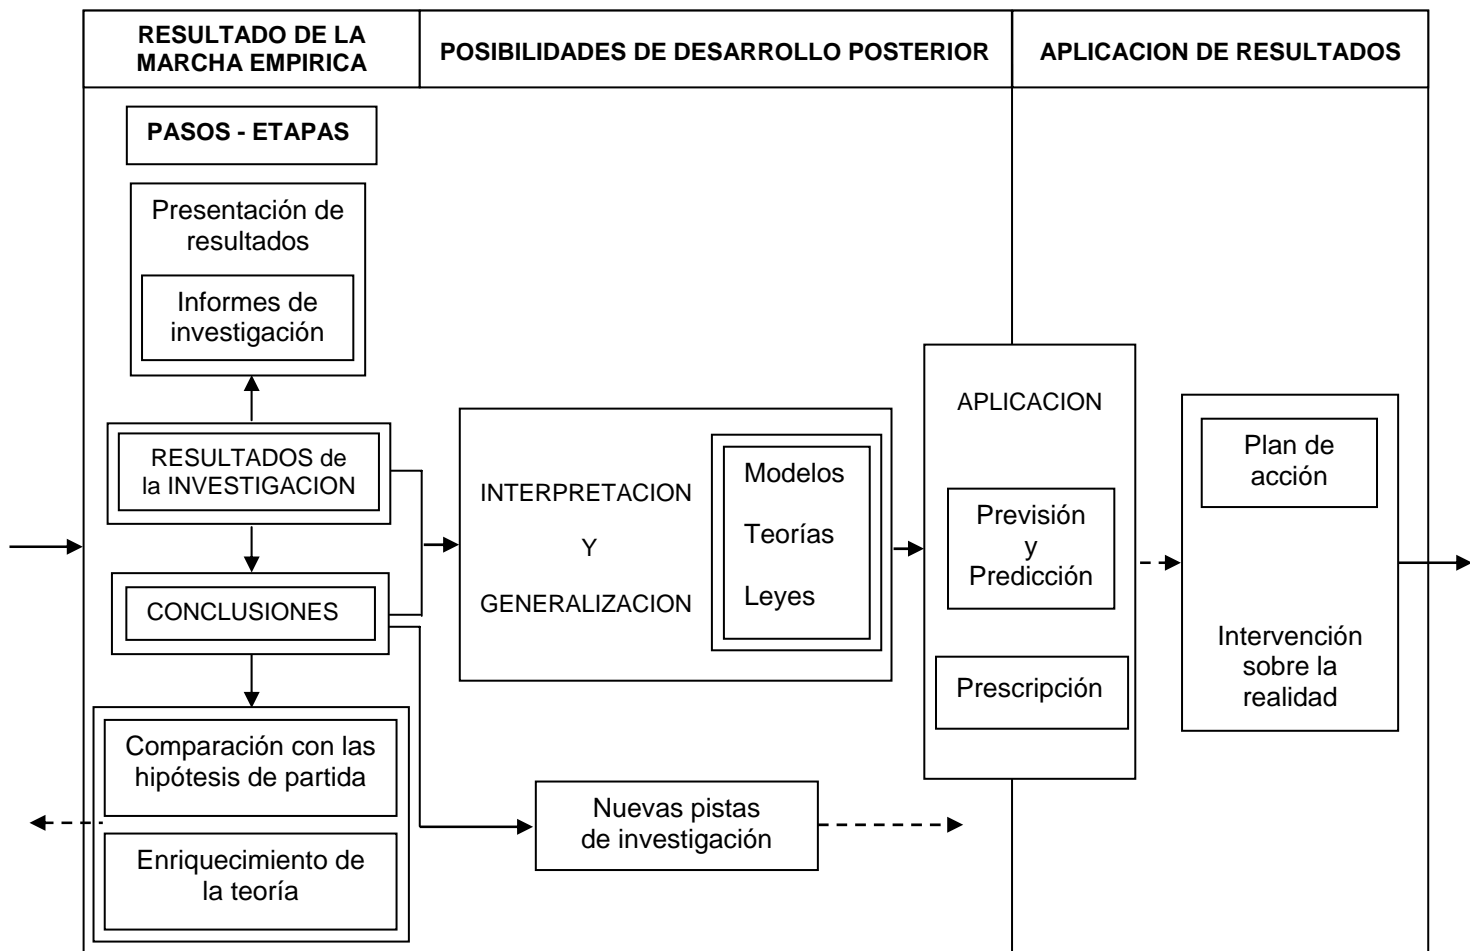 RESULTADO DE LA
MARCHA EMPIRICA
POSIBILIDADES DE DESARROLLO POSTERIOR
APLICACION DE RESULTADOS
PASOS - ETAPAS
Presentación de
resultados
Informes de
investigación
RESULTADOS de
la INVESTIGACION
CONCLUSIONES
Comparación con las
hipótesis de partida
Enriquecimiento de
la teoría
INTERPRETACION
Y
GENERALIZACION
Modelos
Teorías
Leyes
Nuevas pistas
de investigación
APLICACION
Previsión
y
Predicción
Prescripción
Plan de
acción
Intervención
sobre la
realidad